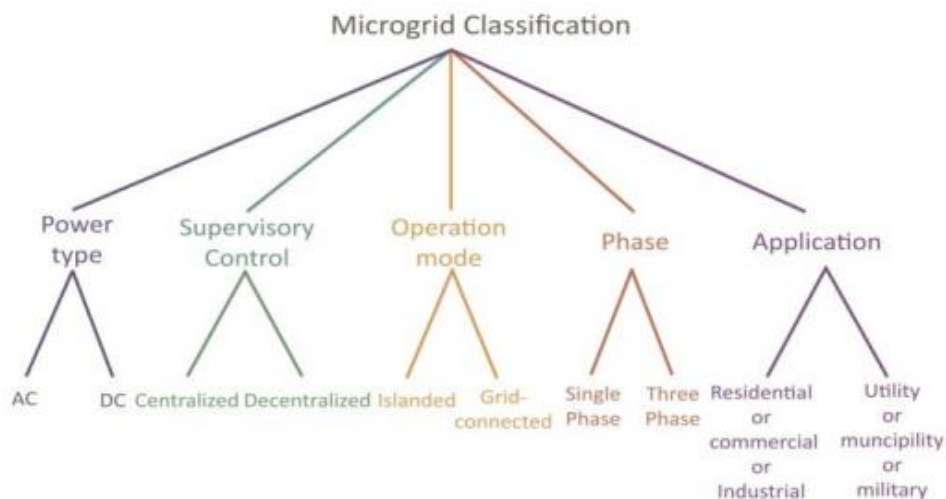 Microgrid Classification
Power
type
Supervisory
Control
Operation
mode
Phase
Application
AC
DC
Centralized
Decentralized
Islanded
Grid-
connected
Single
Phase
Three
Phase
Residential
or
commercial
or
Industrial
Utility
or
muncipility
or
military